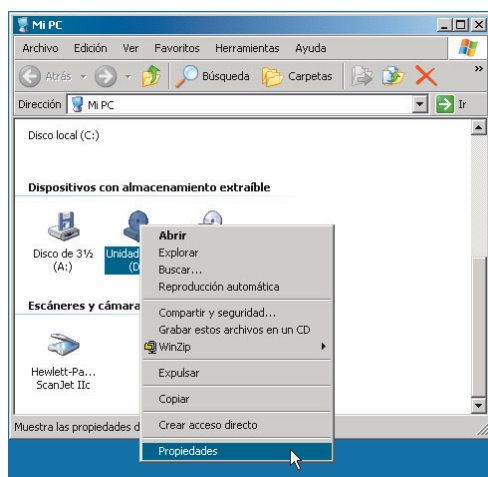 Mi PC
Archivo Edición Ver Favoritos Herramientas Ayuda
Atrás Búsqueda Carpetas »
Dirección Mi PC Ir
Disco local (C:)
Dispositivos con almacenamiento extraíble
Disco de 3½
(A:)
Unidad
(D
Abrir
Explorar
Buscar...
Reproducción automática
Compartir y seguridad...
Grabar estos archivos en un CD
WinZip
Expulsar
Copiar
Crear acceso directo
Propiedades
Escáneres y cámara
Hewlett-Pa...
ScanJet IIc
Muestra las propiedades d